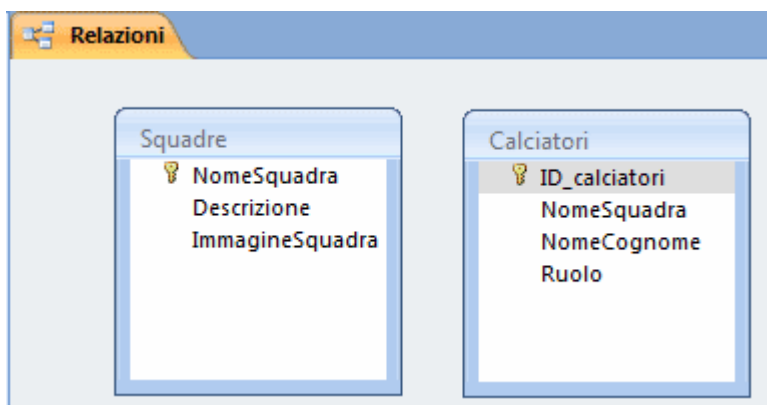 Relazioni
Squadre
NomeSquadra
Descrizione
ImmagineSquadra
Calciatori
ID_calciatori
NomeSquadra
NomeCognome
Ruolo